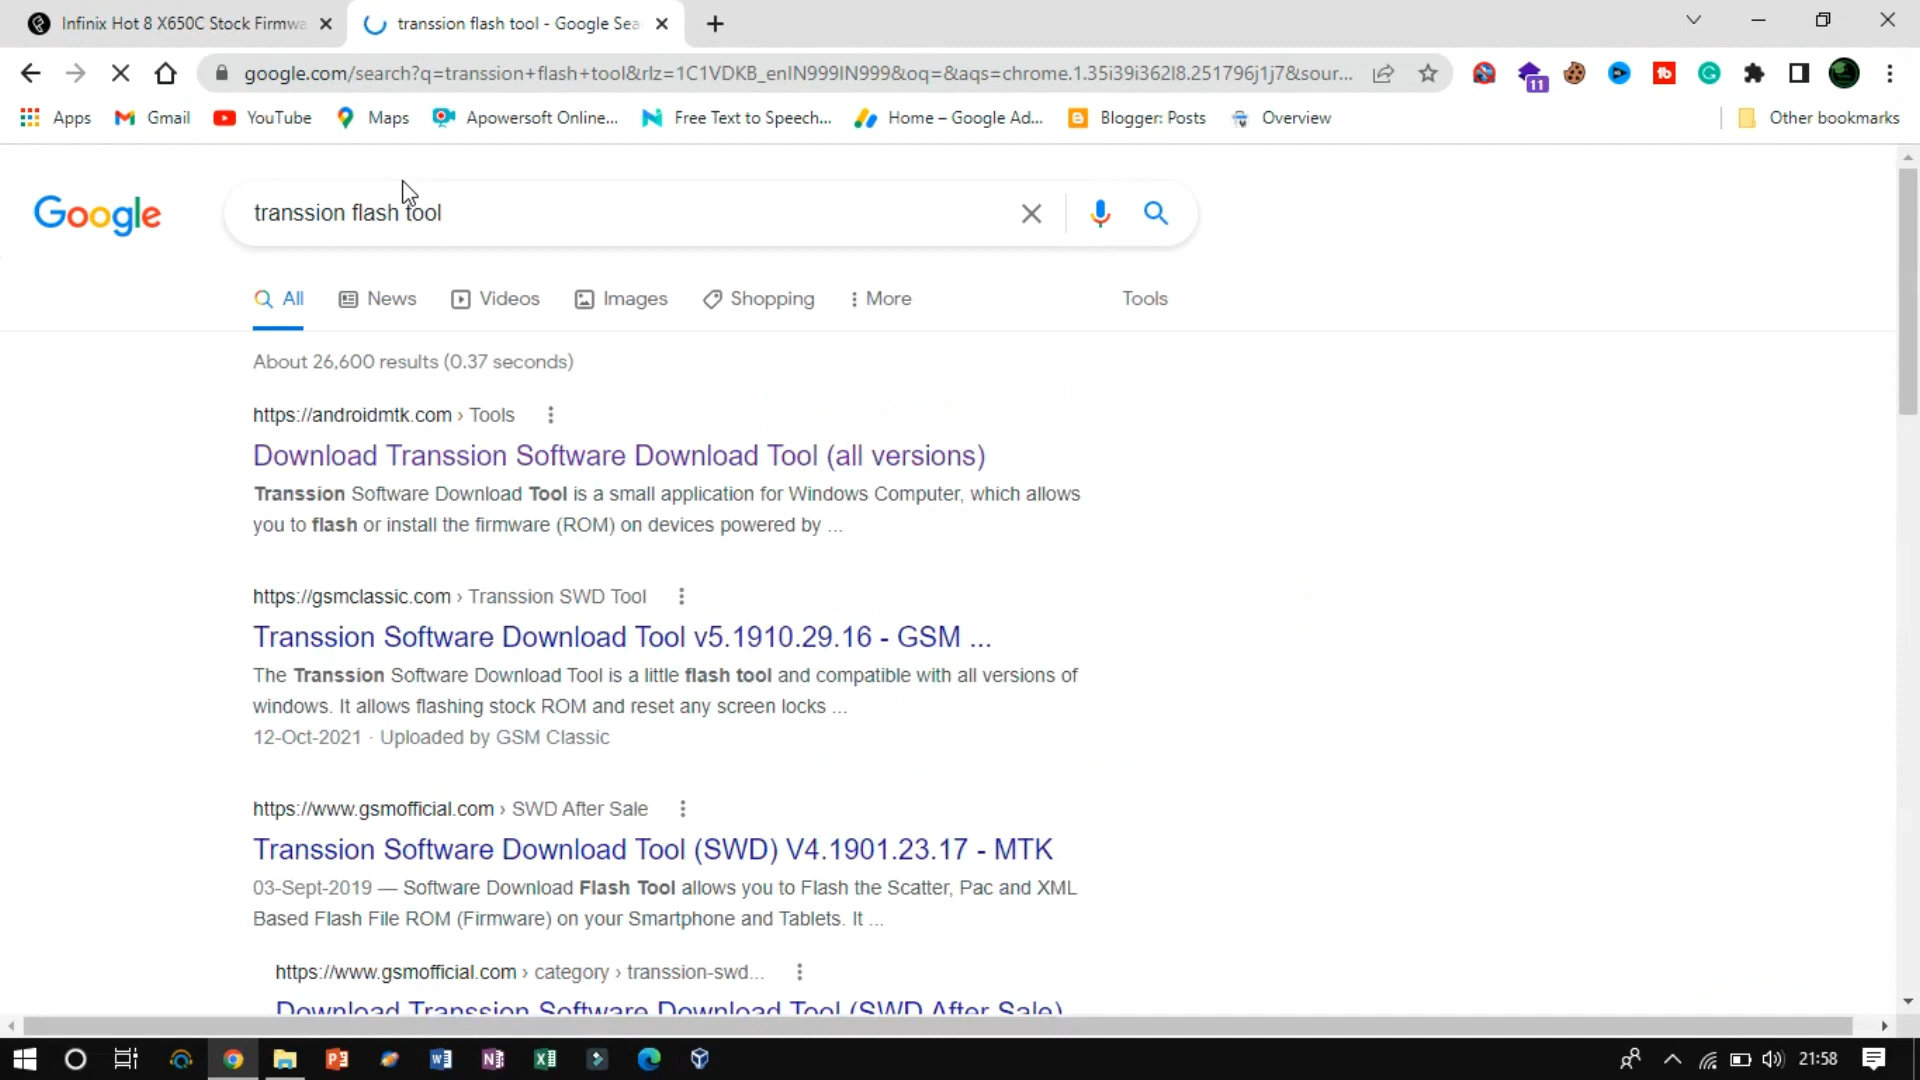 Infinix Hot 8 X650C Stock Firmwa
transsion flash tool - Google Sea
google.com/search?q=transsion+flash+tool&rlz=1C1VDKB_enIN999IN999&oq=&aqs=chrome.1.35i39i362l8.251796j1j7&sour...
11
Apps
Gmail
YouTube
Maps
Apowersoft Online...
Free Text to Speech...
Home – Google Ad...
Blogger: Posts
Overview
Other bookmarks
Google
transsion flash tool
All
News
Videos
Images
Shopping
More
Tools
About 26,600 results (0.37 seconds)
https://androidmtk.com › Tools
Download Transsion Software Download Tool (all versions)
Transsion Software Download Tool is a small application for Windows Computer, which allows
you to flash or install the firmware (ROM) on devices powered by ...
https://gsmclassic.com › Transsion SWD Tool
Transsion Software Download Tool v5.1910.29.16 - GSM ...
The Transsion Software Download Tool is a little flash tool and compatible with all versions of
windows. It allows flashing stock ROM and reset any screen locks ...
12-Oct-2021 · Uploaded by GSM Classic
https://www.gsmofficial.com › SWD After Sale
Transsion Software Download Tool (SWD) V4.1901.23.17 - MTK
03-Sept-2019 — Software Download Flash Tool allows you to Flash the Scatter, Pac and XML
Based Flash File ROM (Firmware) on your Smartphone and Tablets. It ...
https://www.gsmofficial.com › category › transsion-swd...
Download Transsion Software Download Tool (SWD After Sale)
21:58